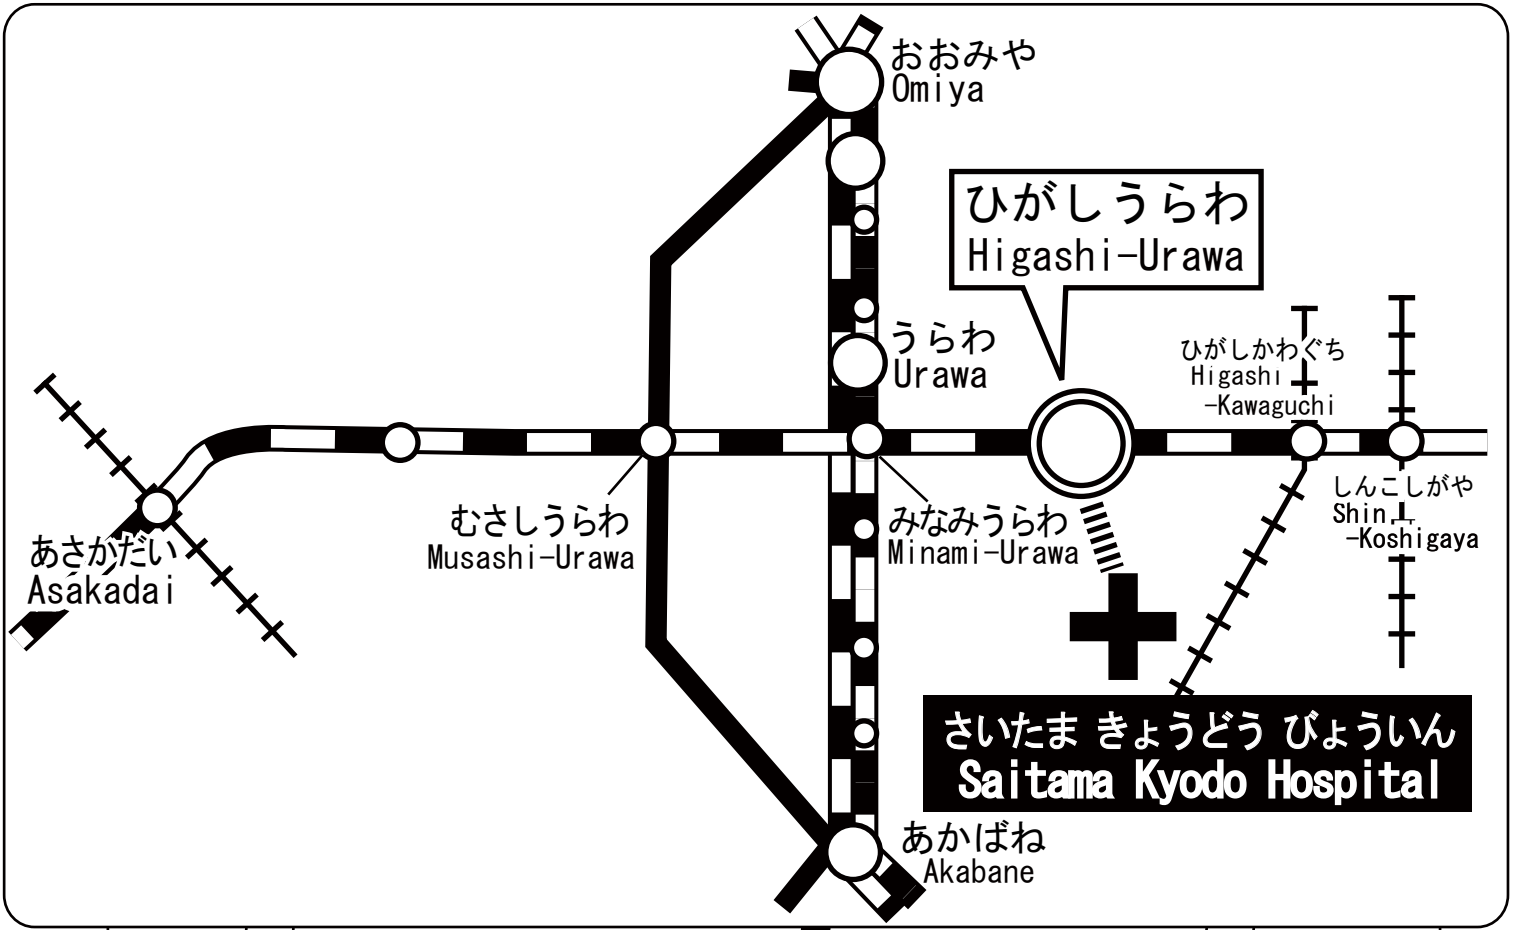 おおみや
Omiya
ひがしうらわ
Higashi-Urawa
うらわ
Urawa
ひがしかわぐち
Higashi
-Kawaguchi
しんこしがや
Shin
-Koshigaya
むさしうらわ
Musashi-Urawa
みなみうらわ
Minami-Urawa
あさかだい
Asakadai
さいたま きょうどう びょういん
Saitama Kyodo Hospital
あかばね
Akabane